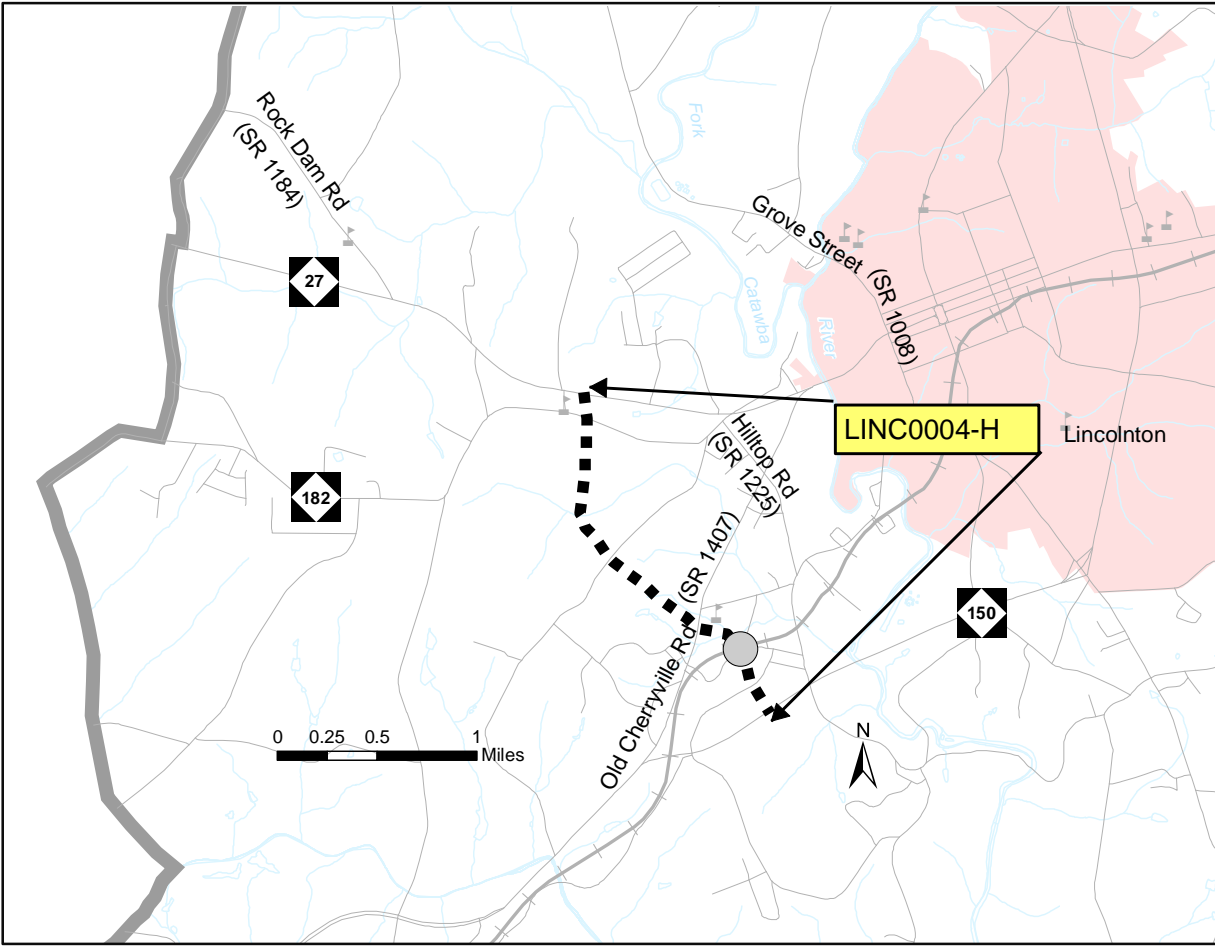 Rock Dam Rd
(SR 1184)
Fork
Grove Street (SR 1008)
27
Catawba
River
LINC0004-H
Lincolnton
Hilltop Rd
(SR 1225)
182
(SR 1407)
150
Old Cherryville Rd
0 0.25 0.5 1
Miles
N